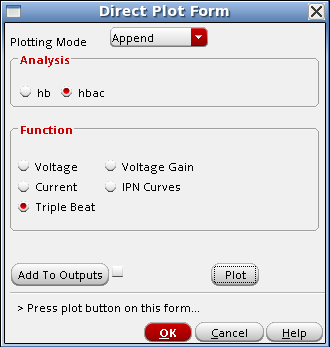 Direct Plot Form
Plotting Mode Append
Analysis
hb hbac
Function
Voltage Voltage Gain
Current IPN Curves
Triple Beat
Add To Outputs Plot
> Press plot button on this form...
OK Cancel Help